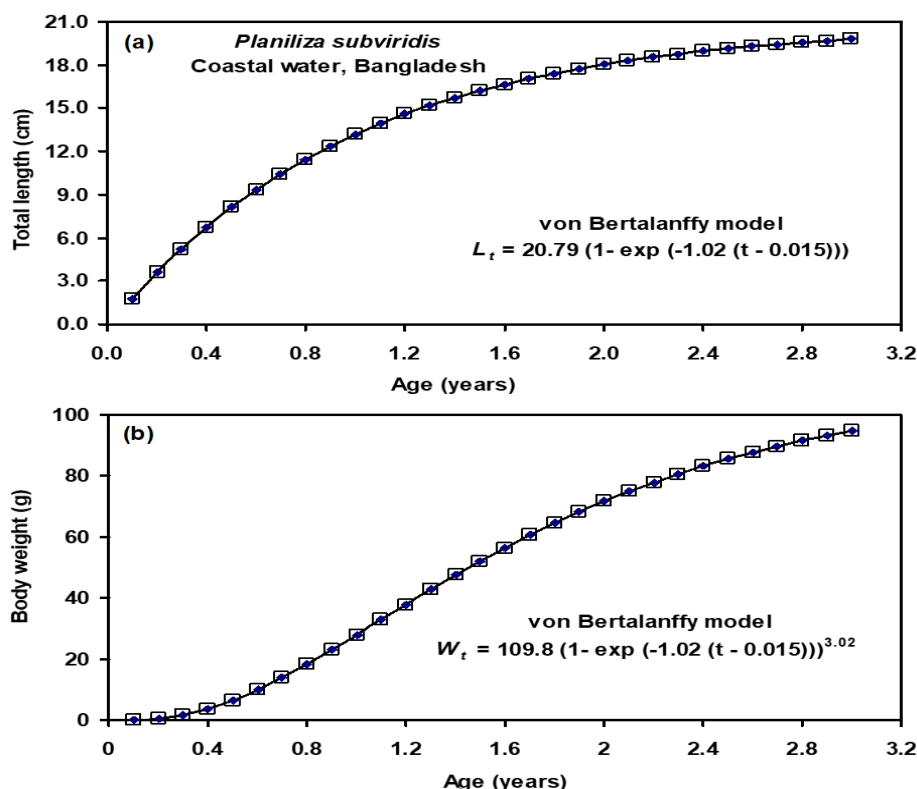 (a)
Planiliza subviridis
Coastal water, Bangladesh
von Bertalanffy model
L t = 20.79 (1- exp (-1.02 (t - 0.015)))
Total length (cm)
21.0
18.0
15.0
12.0
9.0
6.0
3.0
0.0
0.0 0.4 0.8 1.2 1.6 2.0 2.4 2.8 3.2
Age (years)
(b)
von Bertalanffy model
W t = 109.8 (1- exp (-1.02 (t - 0.015)))3.02
Body weight (g)
100
80
60
40
20
0
0 0.4 0.8 1.2 1.6 2 2.4 2.8 3.2
Age (years)